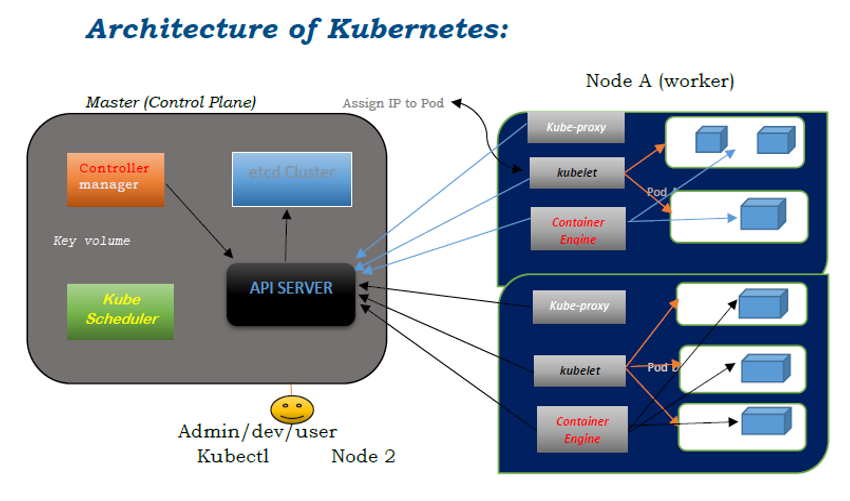 Architecture of Kubernetes:
Node A (worker)
Master (Control Plane)
Assign IP to Pod
Controller
manager
etcd Cluster
Key volume
API SERVER
Kube
Scheduler
Kube-proxy
kubelet
Pod
Container
Engine
Kube-proxy
kubelet
Pod
Container
Engine
Admin/dev/user
Kubectl
Node 2